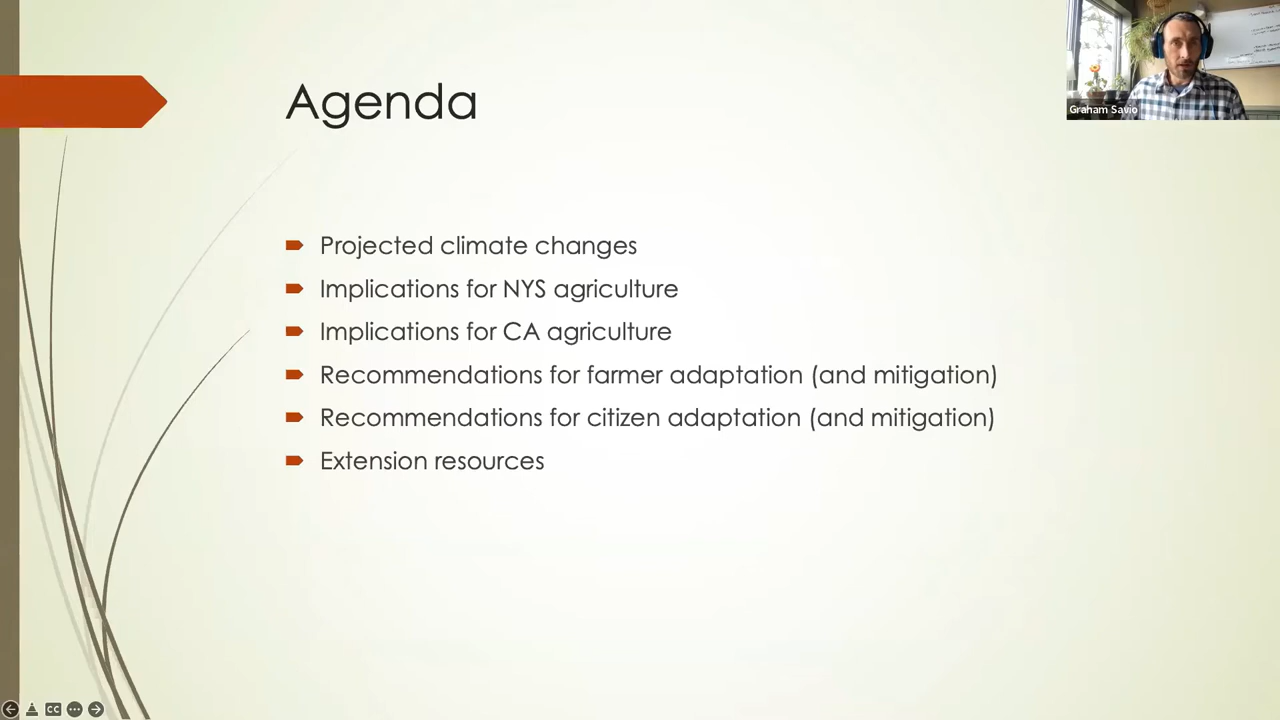 Agenda
Graham Savio
Projected climate changes
Implications for NYS agriculture
Implications for CA agriculture
Recommendations for farmer adaptation (and mitigation)
Recommendations for citizen adaptation (and mitigation)
Extension resources
CC